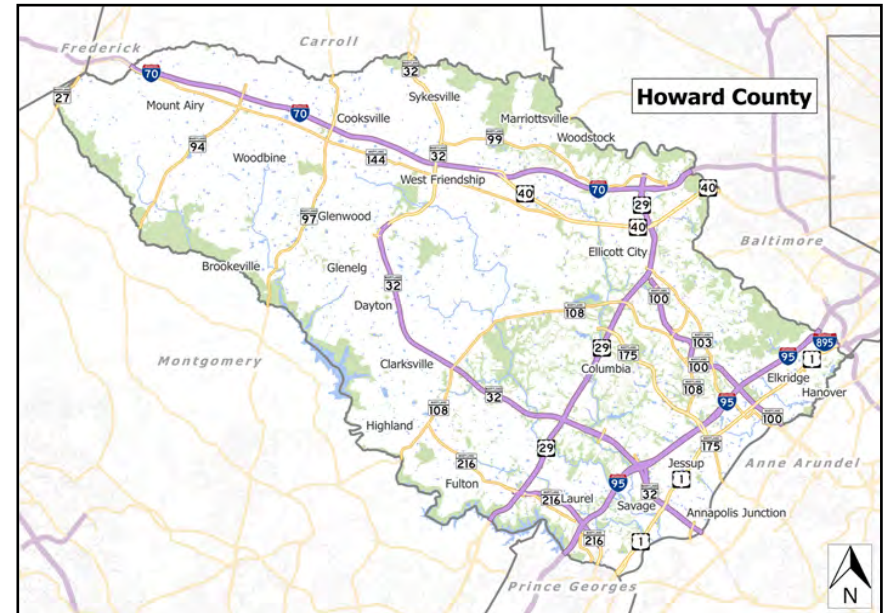 Carroll
Frederick
70
32
27
Mount Airy
Sykesville
Howard County
70
Cooksville
Marriottsville
94
99
Woodstock
144
32
Woodbine
West Friendship
40
70
40
29
97
Glenwood
40
Baltimore
Ellicott City
Brookeville
Glenelg
32
100
Dayton
108
103
895
29
175
95
1
Montgomery
Clarksville
Columbia
100
Elkridge
32
108
Hanover
108
95
100
Highland
29
175
216
Jessup
Anne Arundel
Fulton
95
1
216
Laurel
32
Savage
Annapolis Junction
216
1
Prince Georges
N